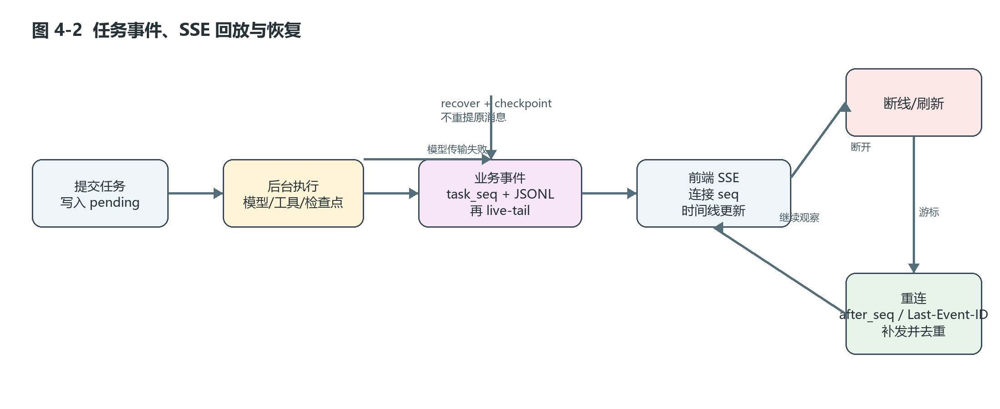 图 4-2 任务事件、SSE 回放与恢复
recover + checkpoint
不重提原消息
模型传输失败
提交任务
写入 pending
后台执行
模型/工具/检查点
业务事件
task_seq + JSONL
再 live-tail
前端 SSE
连接 seq
时间线更新
断线/刷新
断开
游标
继续观察
重连
after_seq / Last-Event-ID
补发并去重